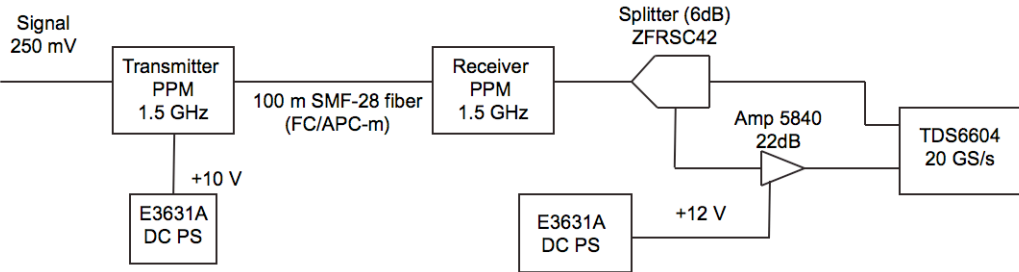 Signal
250 mV
Transmitter
PPM
1.5 GHz
100 m SMF-28 fiber
(FC/APC-m)
Receiver
PPM
1.5 GHz
Splitter (6dB)
ZFRSC42
Amp 5840
22dB
TDS6604
20 GS/s
+10 V
E3631A
DC PS
E3631A
DC PS
+12 V